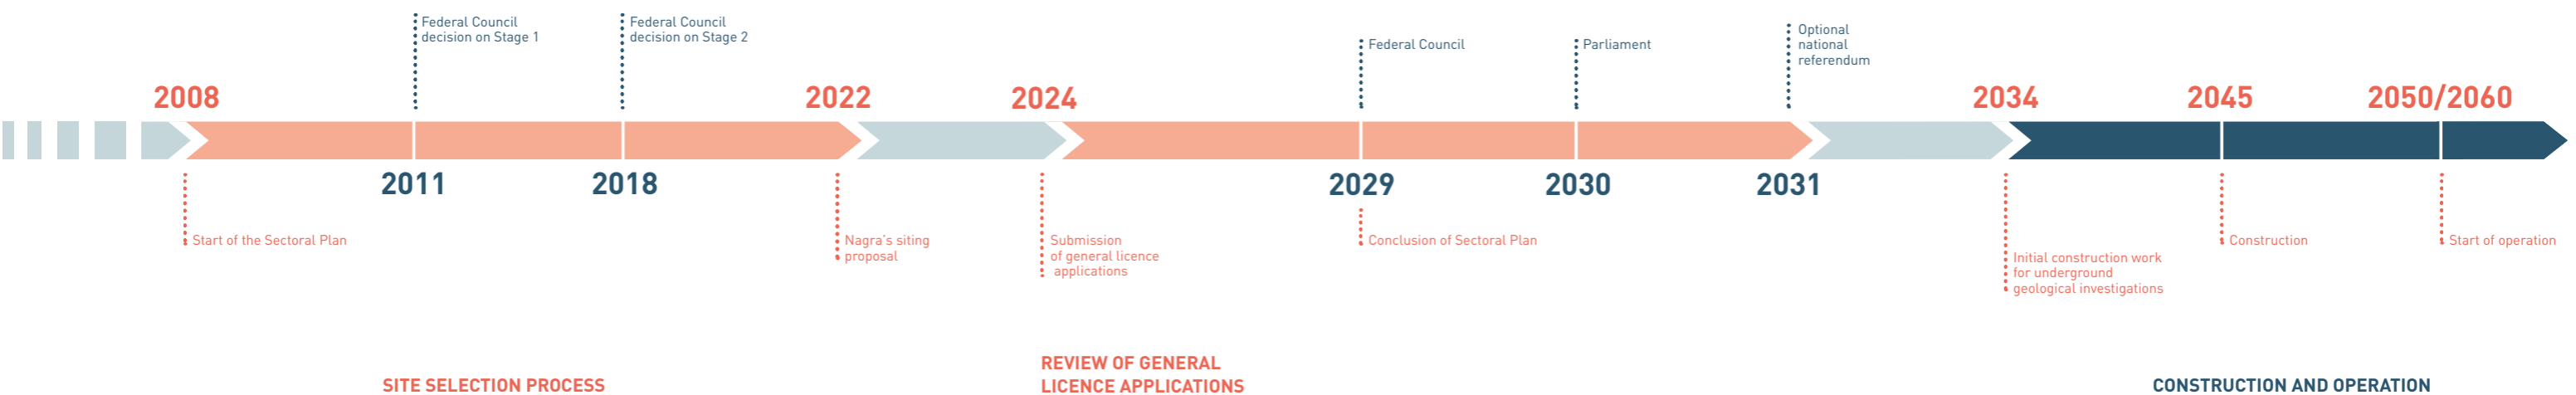 Federal Council
decision on Stage 1
Federal Council
decision on Stage 2
Federal Council
Parliament
Optional
national
referendum
2008
2022
2024
2034
2045
2050/2060
2011
2018
2029
2030
2031
Start of the Sectoral Plan
Nagra's siting
proposal
Submission
of general licence
applications
Conclusion of Sectoral Plan
Initial construction work
for underground
geological investigations
Construction
Start of operation
SITE SELECTION PROCESS
REVIEW OF GENERAL
LICENCE APPLICATIONS
CONSTRUCTION AND OPERATION